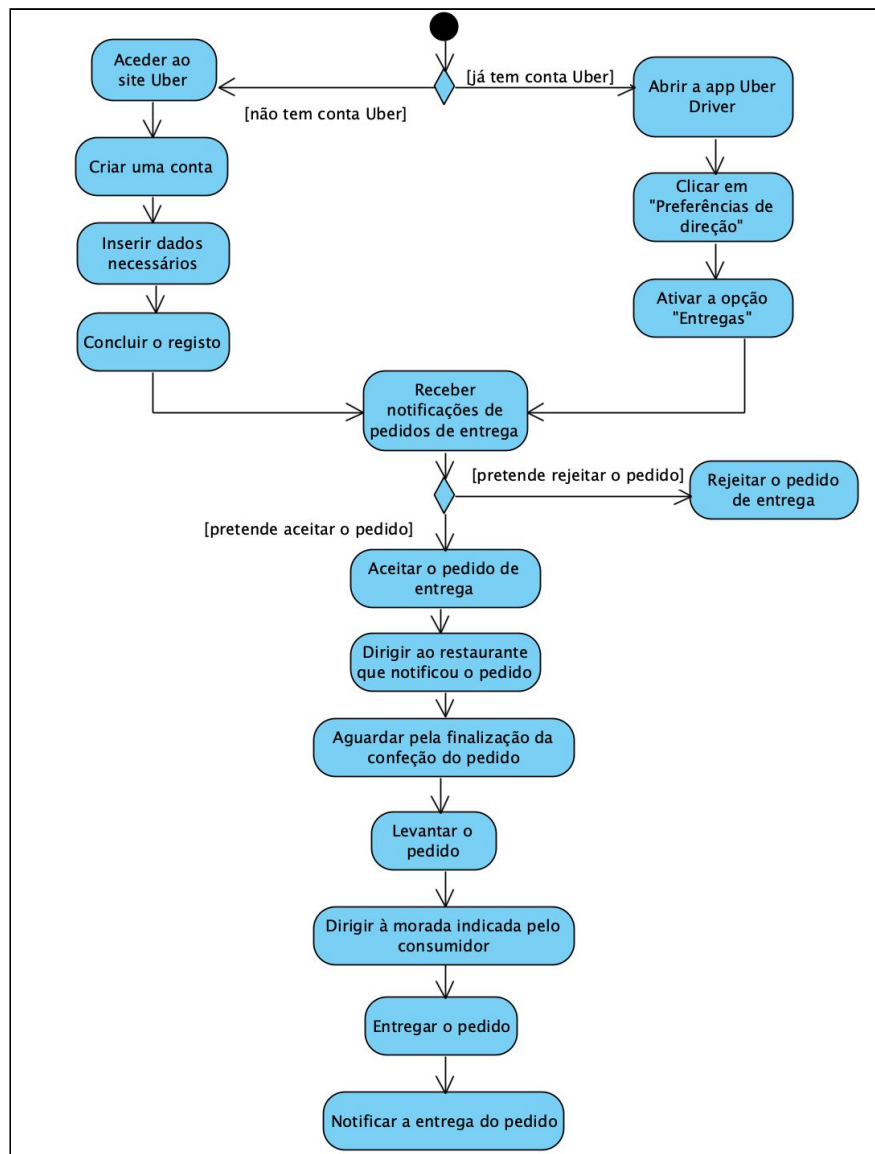 Aceder ao
site Uber
[já tem conta Uber]
[não tem conta Uber]
Abrir a app Uber
Driver
Criar uma conta
Clicar em
"Preferências de
direção"
Inserir dados
necessários
Ativar a opção
"Entregas"
Concluir o registo
Receber
notificações de
pedidos de entrega
[pretende rejeitar o pedido]
Rejeitar o pedido
de entrega
[pretende aceitar o pedido]
Aceitar o pedido de
entrega
Dirigir ao restaurante
que notificou o pedido
Aguardar pela finalização da
confeção do pedido
Levantar o
pedido
Dirigir à morada indicada pelo
consumidor
Entregar o pedido
Notificar a entrega do pedido